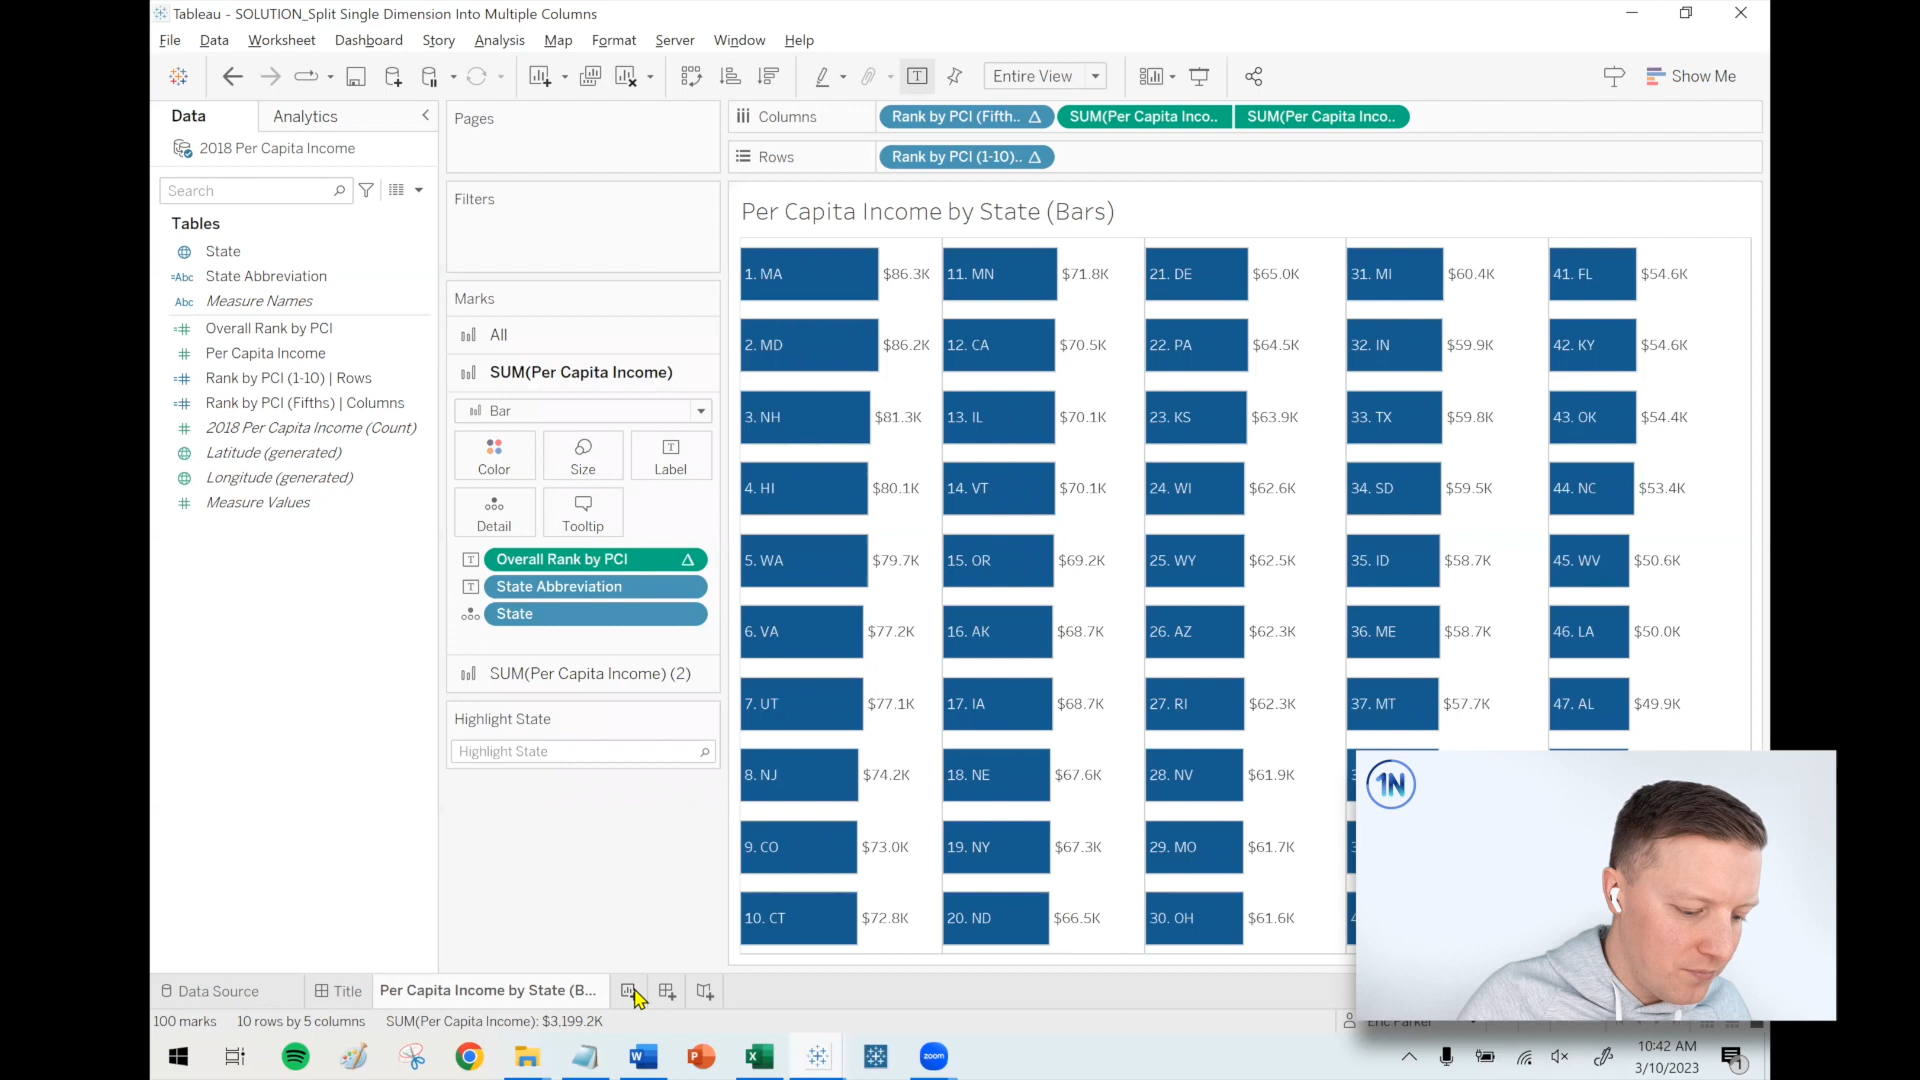 Tableau - SOLUTION_Split Single Dimension Into Multiple Columns
File Data Worksheet Dashboard Story Analysis Map Format Server Window Help
Entire View
Show Me
Data Analytics
2018 Per Capita Income
Search
Tables
State
=Abc State Abbreviation
Abc Measure Names
=# Overall Rank by PCI
# Per Capita Income
=# Rank by PCI (1-10) | Rows
=# Rank by PCI (Fifths) | Columns
# 2018 Per Capita Income (Count)
Latitude (generated)
Longitude (generated)
# Measure Values
Pages
Filters
Marks
All
SUM(Per Capita Income)
Bar
Color Size Label
Detail Tooltip
Overall Rank by PCI
State Abbreviation
State
SUM(Per Capita Income) (2)
Highlight State
Highlight State
Columns Rank by PCI (Fifth.. SUM(Per Capita Inco.. SUM(Per Capita Inco..
Rows Rank by PCI (1-10)..
Per Capita Income by State (Bars)
1. MA $86.3K 11. MN $71.8K 21. DE $65.0K 31. MI $60.4K 41. FL $54.6K
2. MD $86.2K 12. CA $70.5K 22. PA $64.5K 32. IN $59.9K 42. KY $54.6K
3. NH $81.3K 13. IL $70.1K 23. KS $63.9K 33. TX $59.8K 43. OK $54.4K
4. HI $80.1K 14. VT $70.1K 24. WI $62.6K 34. SD $59.5K 44. NC $53.4K
5. WA $79.7K 15. OR $69.2K 25. WY $62.5K 35. ID $58.7K 45. WV $50.6K
6. VA $77.2K 16. AK $68.7K 26. AZ $62.3K 36. ME $58.7K 46. LA $50.0K
7. UT $77.1K 17. IA $68.7K 27. RI $62.3K 37. MT $57.7K 47. AL $49.9K
8. NJ $74.2K 18. NE $67.6K 28. NV $61.9K
9. CO $73.0K 19. NY $67.3K 29. MO $61.7K
10. CT $72.8K 20. ND $66.5K 30. OH $61.6K
1N
Data Source Title Per Capita Income by State (B...
100 marks 10 rows by 5 columns SUM(Per Capita Income): $3,199.2K
Eric Parker
zoom
10:42 AM
3/10/2023
1